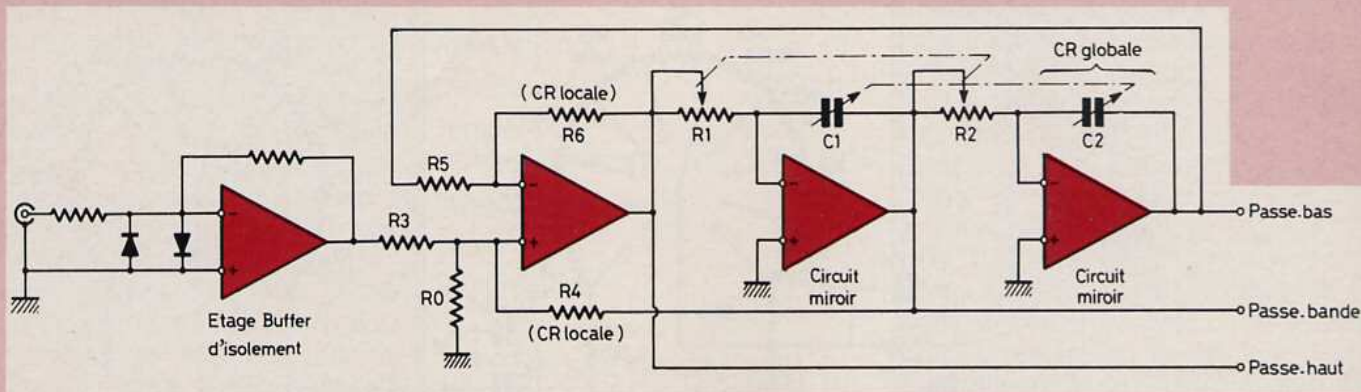 CR globale
(CR locale)
R6
R1
C1
R2
C2
R5
R3
R0
R4
(CR locale)
Etage Buffer
d'isolement
Circuit
miroir
Circuit
miroir
Passe.bas
Passe.bande
Passe.haut
- + - + - + - +